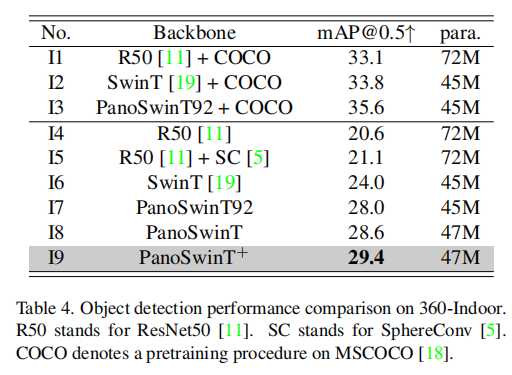 No. Backbone mAP@0.5↑ para.
I1 R50 [11] + COCO 33.1 72M
I2 SwinT [19] + COCO 33.8 45M
I3 PanoSwinT92 + COCO 35.6 45M
I4 R50 [11] 20.6 72M
I5 R50 [11] + SC [5] 21.1 72M
I6 SwinT [19] 24.0 45M
I7 PanoSwinT92 28.0 45M
I8 PanoSwinT 28.6 47M
I9 PanoSwinT⁺ 29.4 47M
Table 4. Object detection performance comparison on 360-Indoor.
R50 stands for ResNet50 [11]. SC stands for SphereConv [5].
COCO denotes a pretraining procedure on MSCOCO [18].